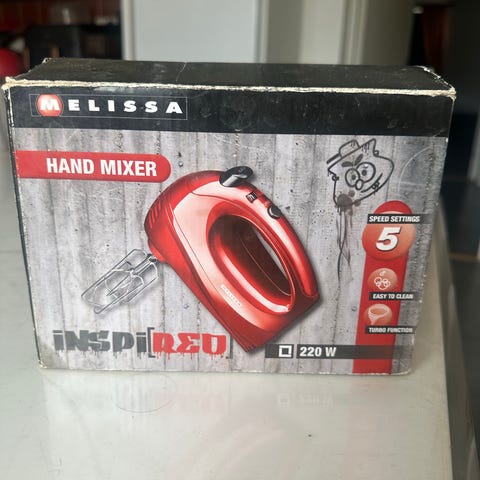 MELISSA
HAND MIXER
SPEED SETTINGS
5
EASY TO CLEAN
TURBO FUNCTION
INSPI[RED]
220 W